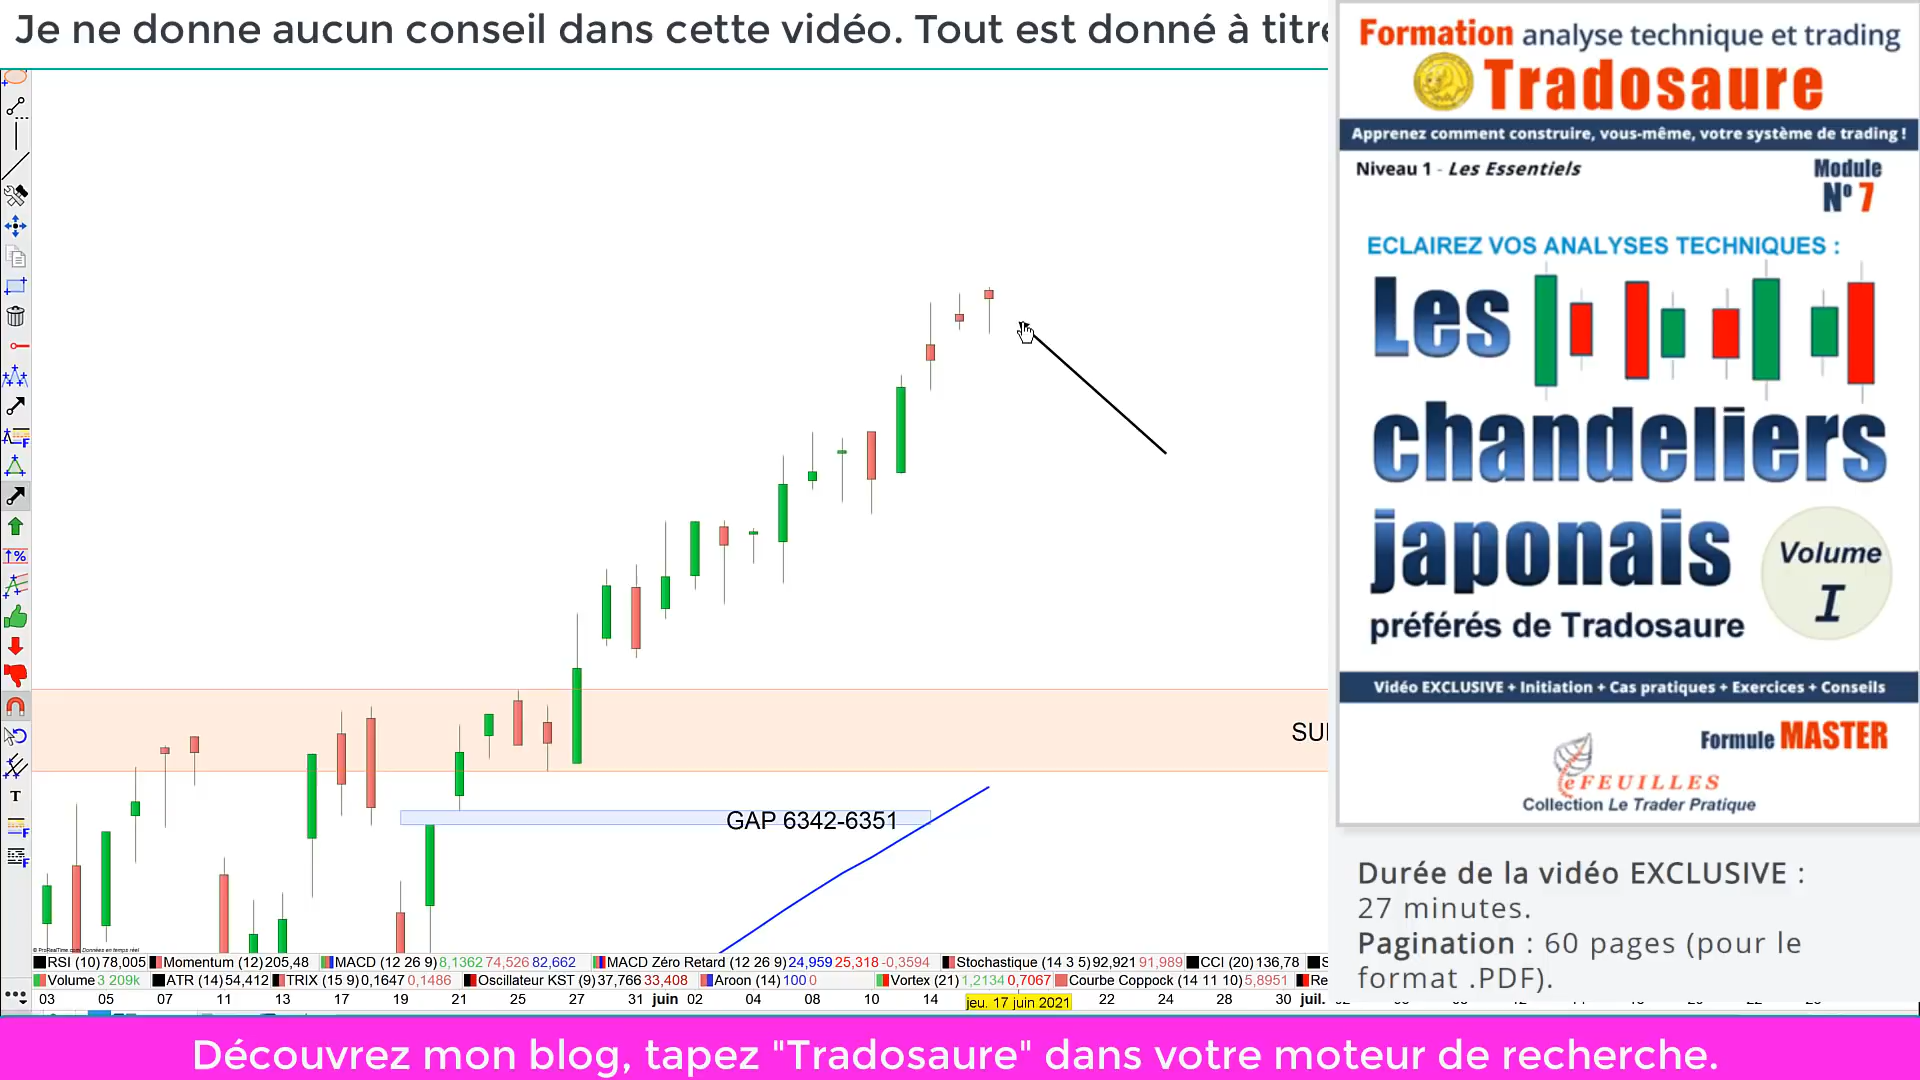 Je ne donne aucun conseil dans cette vidéo. Tout est donné à titre
Formation analyse technique et trading
Tradosaure
Apprenez comment construire, vous-même, votre système de trading !
Niveau 1 - Les Essentiels
Module
N° 7
ECLAIREZ VOS ANALYSES TECHNIQUES :
Les
chandeliers
japonais
Volume
I
préférés de Tradosaure
Vidéo EXCLUSIVE + Initiation + Cas pratiques + Exercices + Conseils
Formule MASTER
eFEUILLES
Collection Le Trader Pratique
Durée de la vidéo EXCLUSIVE :
27 minutes.
Pagination : 60 pages (pour le
format .PDF).
SU
GAP 6342-6351
© ProRealTime.com Données en temps réel
RSI (10) 78,005 Momentum (12) 205,48 MACD (12 26 9) 8,1362 74,526 82,662 MACD Zéro Retard (12 26 9) 24,959 25,318 -0,3594 Stochastique (14 3 5) 92,921 91,989 CCI (20) 136,78 S
Volume 3 209k ATR (14) 54,412 TRIX (15 9) 0,1647 0,1486 Oscillateur KST (9) 37,766 33,408 Aroon (14) 100 0 Vortex (21) 1,2134 0,7067 Courbe Coppock (14 11 10) 5,8951 Re
03 05 07 11 13 17 19 21 25 27 31 juin 02 04 08 10 14 jeu. 17 juin 2021 22 24 28 30 juil.
Découvrez mon blog, tapez "Tradosaure" dans votre moteur de recherche.